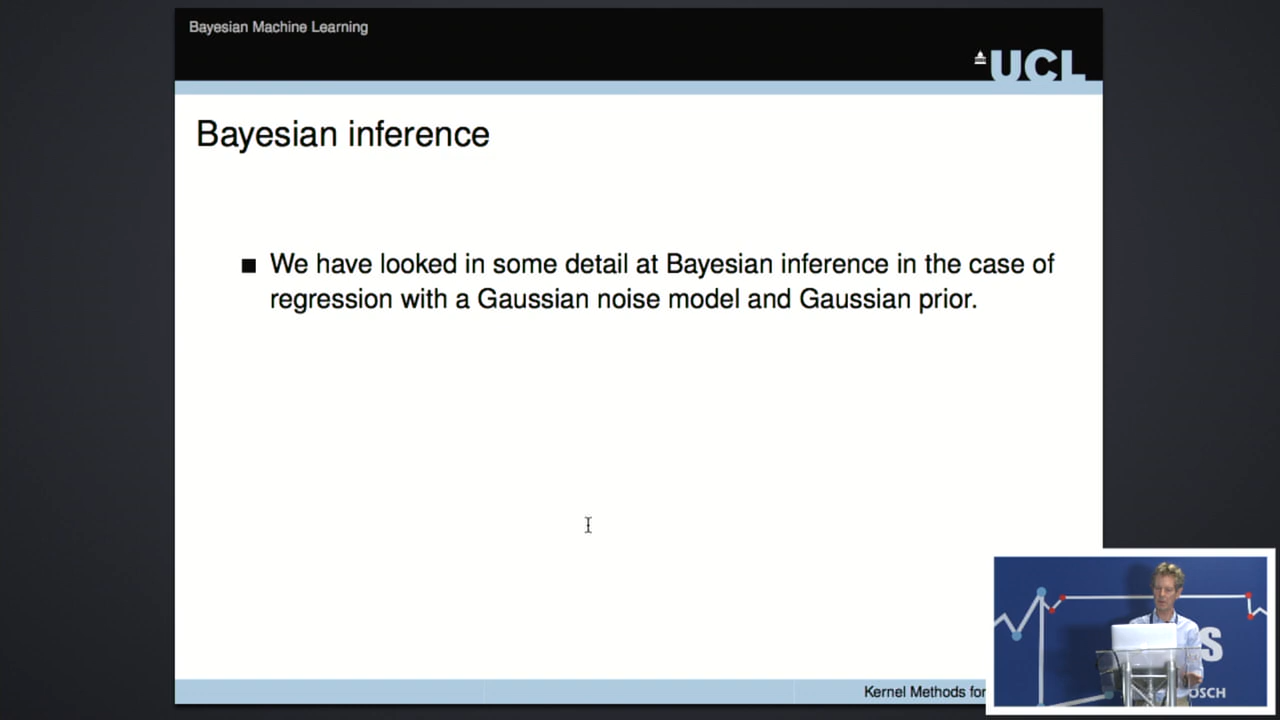 Bayesian Machine Learning
UCL
Bayesian inference
We have looked in some detail at Bayesian inference in the case of
regression with a Gaussian noise model and Gaussian prior.
Kernel Methods for